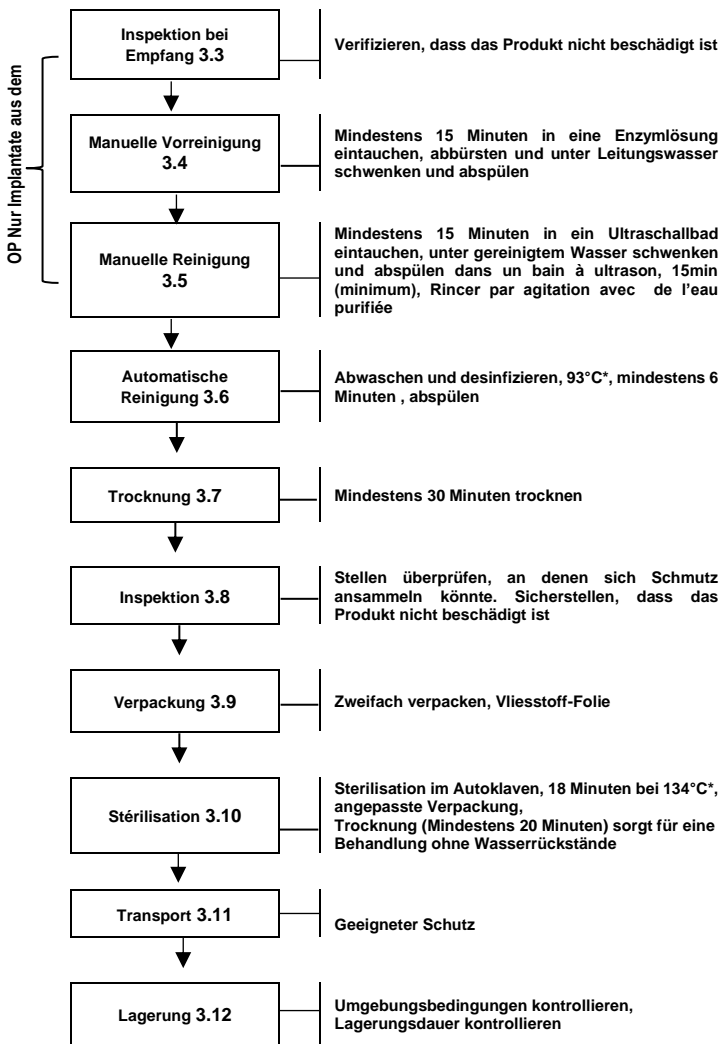 OP Nur Implantate aus dem
Inspektion bei
Empfang 3.3
Verifizieren, dass das Produkt nicht beschädigt ist
Manuelle Vorreinigung
3.4
Mindestens 15 Minuten in eine Enzymlösung
eintauchen, abbürsten und unter Leitungswasser
schwenken und abspülen
Manuelle Reinigung
3.5
Mindestens 15 Minuten in ein Ultraschallbad
eintauchen, unter gereinigtem Wasser schwenken
und abspülen dans un bain à ultrason, 15min
(minimum), Rincer par agitation avec de l'eau
purifiée
Automatische
Reinigung 3.6
Abwaschen und desinfizieren, 93°C*, mindestens 6
Minuten , abspülen
Trocknung 3.7
Mindestens 30 Minuten trocknen
Inspektion 3.8
Stellen überprüfen, an denen sich Schmutz
ansammeln könnte. Sicherstellen, dass das
Produkt nicht beschädigt ist
Verpackung 3.9
Zweifach verpacken, Vliesstoff-Folie
Stérilisation 3.10
Sterilisation im Autoklaven, 18 Minuten bei 134°C*,
angepasste Verpackung,
Trocknung (Mindestens 20 Minuten) sorgt für eine
Behandlung ohne Wasserrückstände
Transport 3.11
Geeigneter Schutz
Lagerung 3.12
Umgebungsbedingungen kontrollieren,
Lagerungsdauer kontrollieren